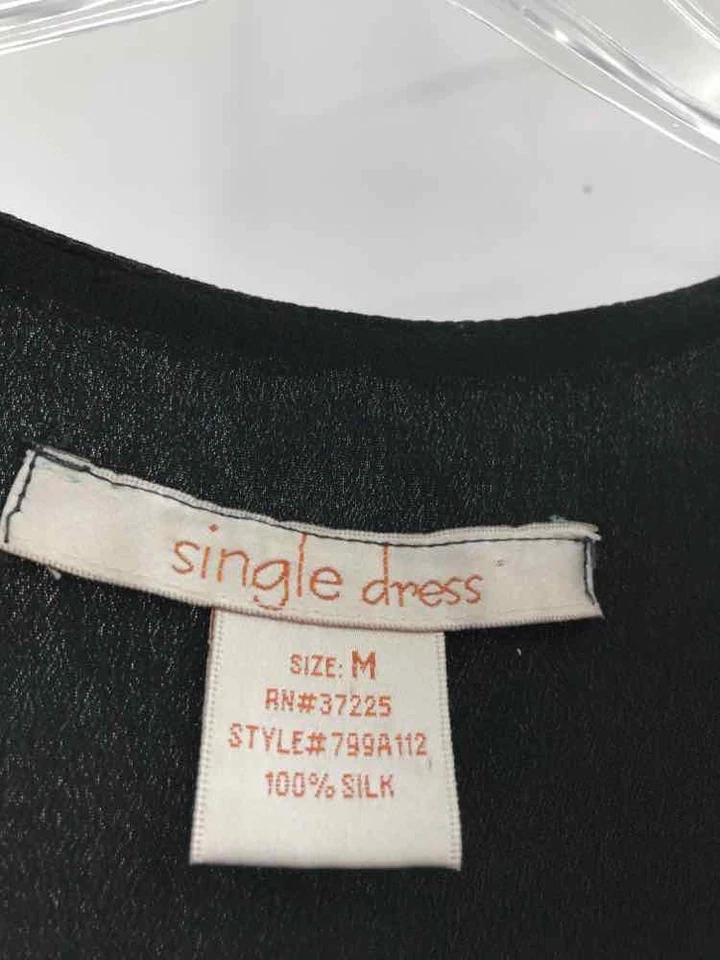 single dress
SIZE: M
RN#37225
STYLE#799A112
100% SILK